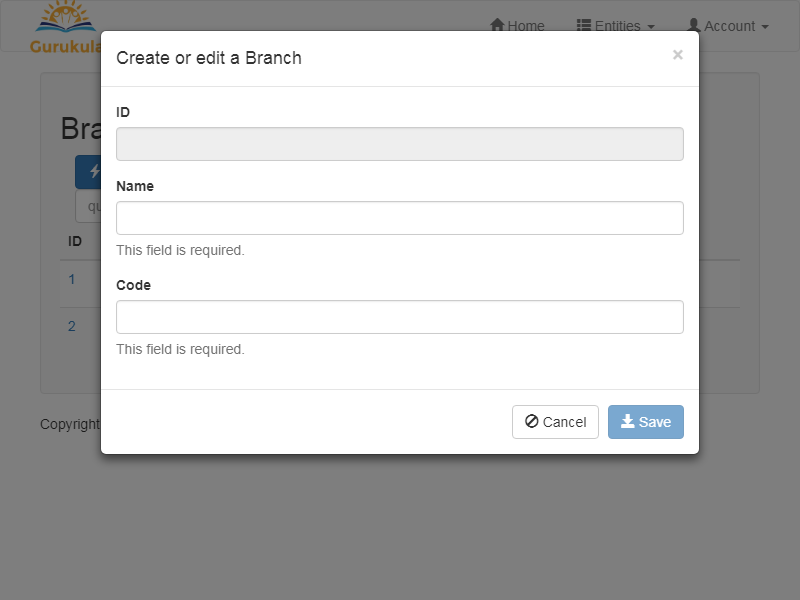 Gurukula
Home
Entities
Account
Create or edit a Branch
×
ID
Name
This field is required.
Code
This field is required.
Cancel
Save
Bra
qu
ID
1
2
Copyright